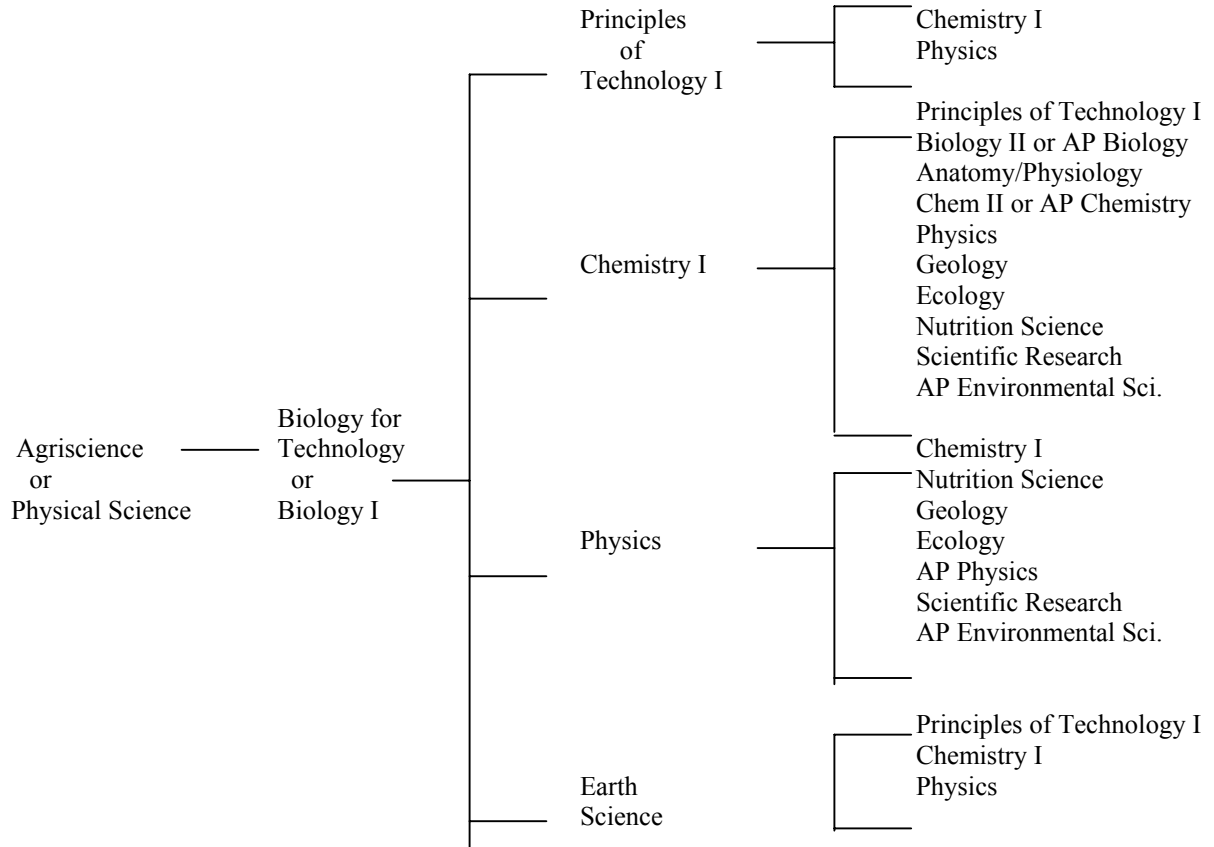 Agriscience
or
Physical Science
Biology for
Technology
or
Biology I
Principles
of
Technology I
Chemistry I
Physics
Chemistry I
Principles of Technology I
Biology II or AP Biology
Anatomy/Physiology
Chem II or AP Chemistry
Physics
Geology
Ecology
Nutrition Science
Scientific Research
AP Environmental Sci.
Physics
Chemistry I
Nutrition Science
Geology
Ecology
AP Physics
Scientific Research
AP Environmental Sci.
Earth
Science
Principles of Technology I
Chemistry I
Physics